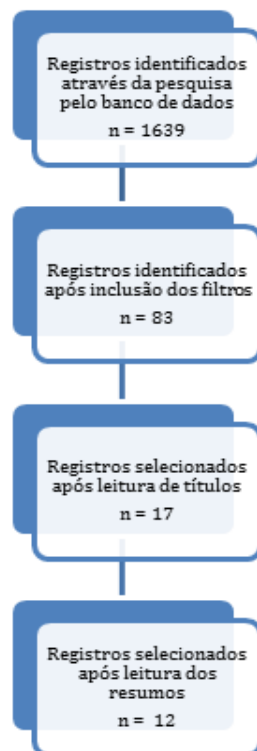 Registros identificados
através da pesquisa
pelo banco de dados
n = 1639
Registros identificados
após inclusão dos filtros
n = 83
Registros selecionados
após leitura de títulos
n = 17
Registros selecionados
após leitura dos
resumos
n = 12